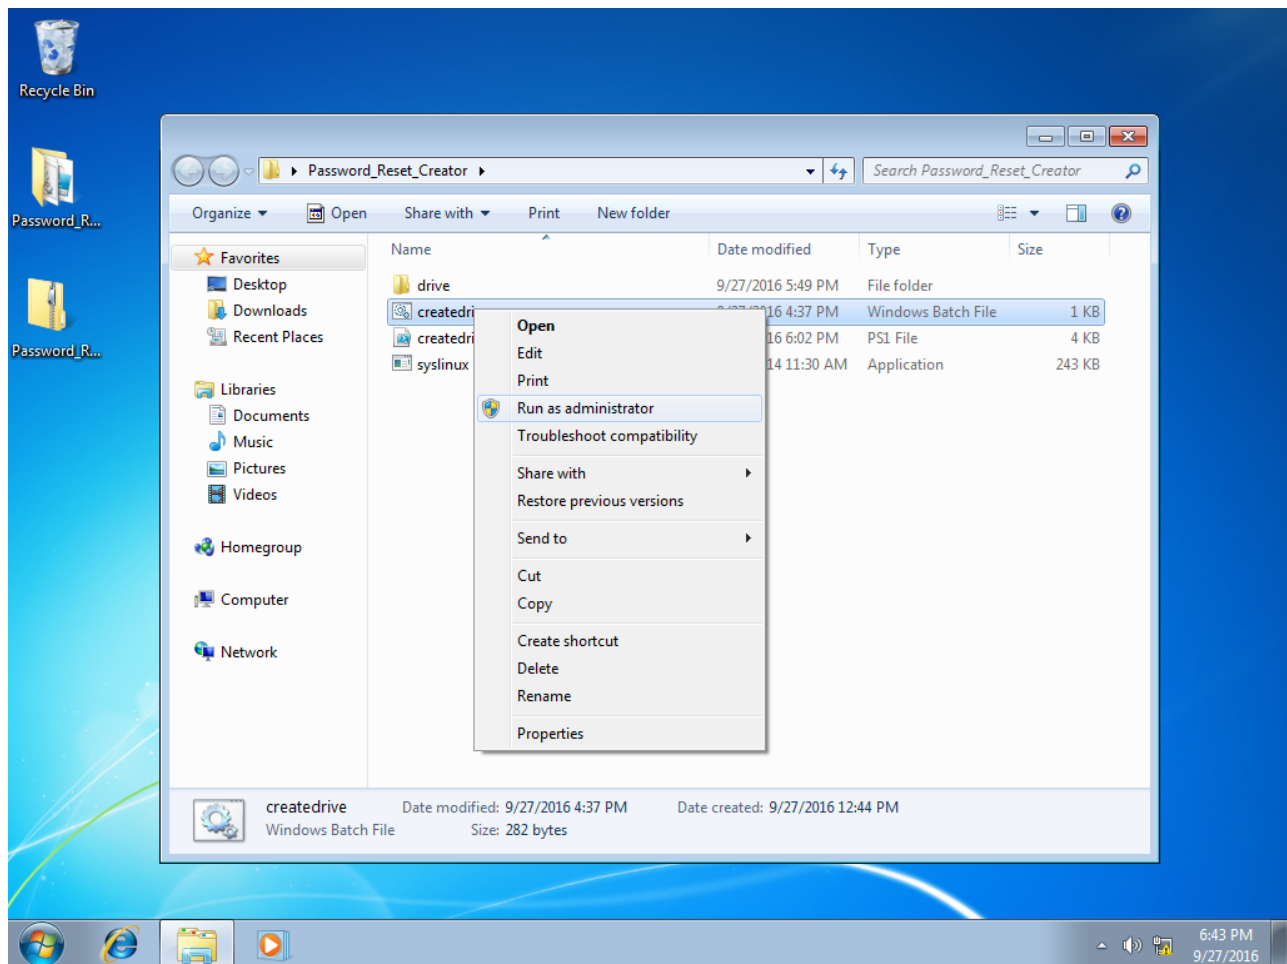 Recycle Bin
Password_R...
Password_R...
Password_Reset_Creator
Search Password_Reset_Creator
Organize
Open
Share with
Print
New folder
Name
Date modified
Type
Size
Favorites
Desktop
Downloads
Recent Places
Libraries
Documents
Music
Pictures
Videos
Homegroup
Computer
Network
drive 9/27/2016 5:49 PM File folder
createdri 16 4:37 PM Windows Batch File 1 KB
createdri 16 6:02 PM PS1 File 4 KB
syslinux 14 11:30 AM Application 243 KB
Open
Edit
Print
Run as administrator
Troubleshoot compatibility
Share with
Restore previous versions
Send to
Cut
Copy
Create shortcut
Delete
Rename
Properties
createdrive Date modified: 9/27/2016 4:37 PM Date created: 9/27/2016 12:44 PM
Windows Batch File Size: 282 bytes
6:43 PM
9/27/2016